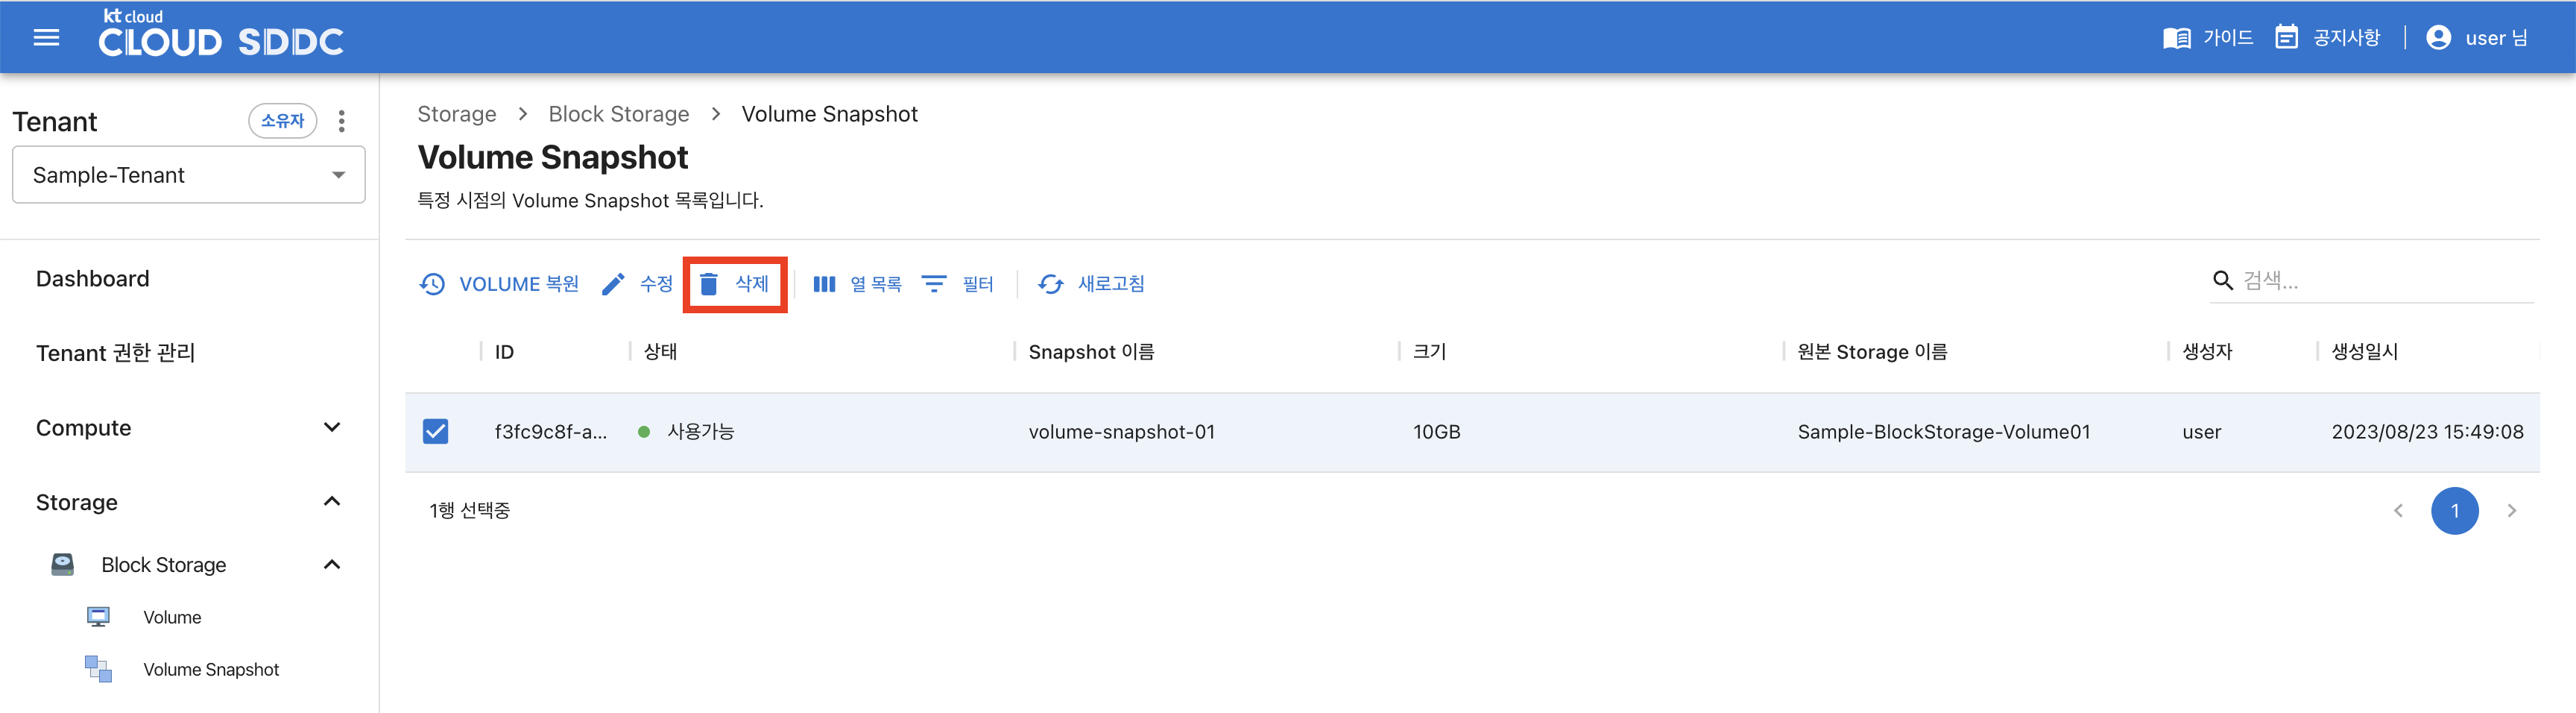 kt cloud
CLOUD SDDC
가이드
공지사항
user 님
Tenant
소유자
Sample-Tenant
Dashboard
Tenant 권한 관리
Compute
Storage
Block Storage
Volume
Volume Snapshot
Storage > Block Storage > Volume Snapshot
Volume Snapshot
특정 시점의 Volume Snapshot 목록입니다.
VOLUME 복원 수정 삭제 열 목록 필터 새로고침
검색...
ID 상태 Snapshot 이름 크기 원본 Storage 이름 생성자 생성일시
f3fc9c8f-a... 사용가능 volume-snapshot-01 10GB Sample-BlockStorage-Volume01 user 2023/08/23 15:49:08
1행 선택중
1